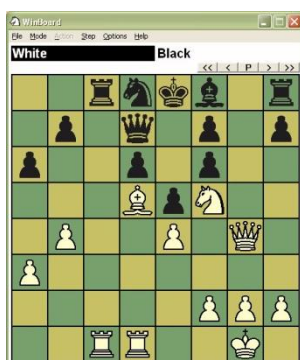 WinBoard
File Mode Action Step Options Help
White Black
<< < P > >>